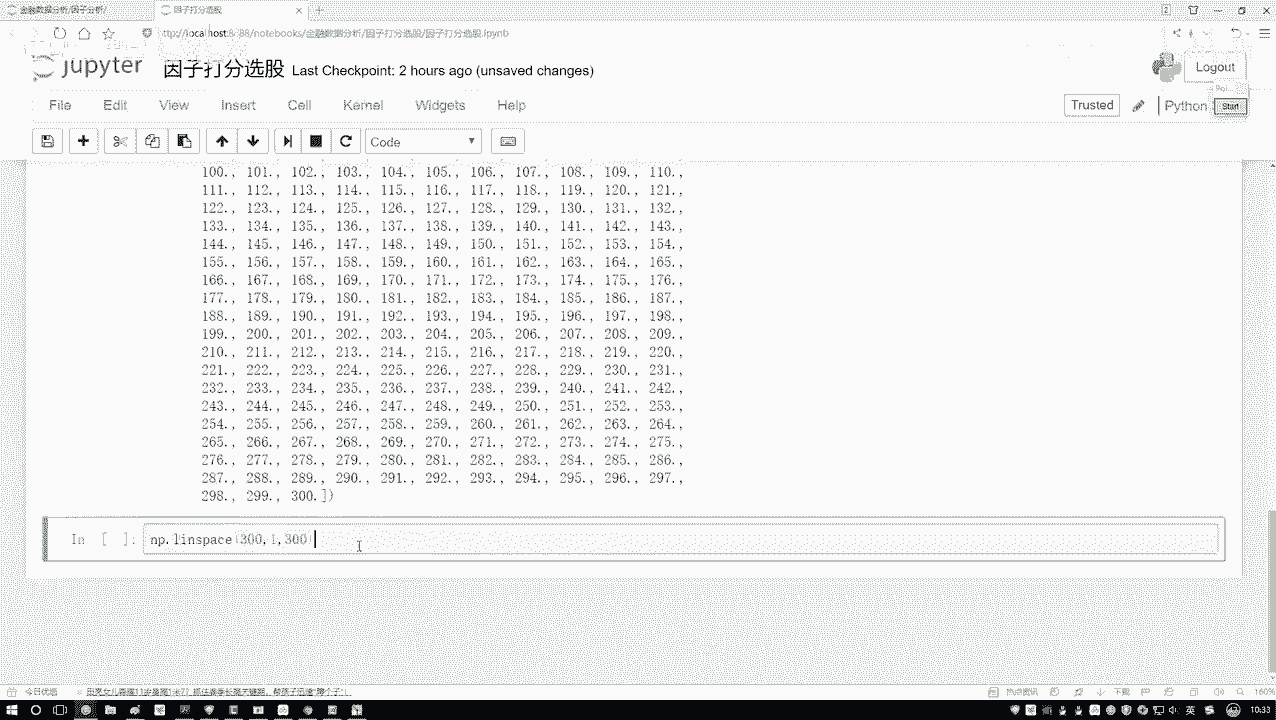 金融数据分析/因子分析/
因子打分选股
localhost:8888/notebooks/金融数据分析/因子打分选股/因子打分选股.ipynb
jupyter 因子打分选股 Last Checkpoint: 2 hours ago (unsaved changes)
Logout
File Edit View Insert Cell Kernel Widgets Help
Trusted Python
Start
Code
100., 101., 102., 103., 104., 105., 106., 107., 108., 109., 110.,
111., 112., 113., 114., 115., 116., 117., 118., 119., 120., 121.,
122., 123., 124., 125., 126., 127., 128., 129., 130., 131., 132.,
133., 134., 135., 136., 137., 138., 139., 140., 141., 142., 143.,
144., 145., 146., 147., 148., 149., 150., 151., 152., 153., 154.,
155., 156., 157., 158., 159., 160., 161., 162., 163., 164., 165.,
166., 167., 168., 169., 170., 171., 172., 173., 174., 175., 176.,
177., 178., 179., 180., 181., 182., 183., 184., 185., 186., 187.,
188., 189., 190., 191., 192., 193., 194., 195., 196., 197., 198.,
199., 200., 201., 202., 203., 204., 205., 206., 207., 208., 209.,
210., 211., 212., 213., 214., 215., 216., 217., 218., 219., 220.,
221., 222., 223., 224., 225., 226., 227., 228., 229., 230., 231.,
232., 233., 234., 235., 236., 237., 238., 239., 240., 241., 242.,
243., 244., 245., 246., 247., 248., 249., 250., 251., 252., 253.,
254., 255., 256., 257., 258., 259., 260., 261., 262., 263., 264.,
265., 266., 267., 268., 269., 270., 271., 272., 273., 274., 275.,
276., 277., 278., 279., 280., 281., 282., 283., 284., 285., 286.,
287., 288., 289., 290., 291., 292., 293., 294., 295., 296., 297.,
298., 299., 300.])
In [ ]: np.linspace(300,1,300)
今日优选
热点资讯 下载 160%
英 10:33